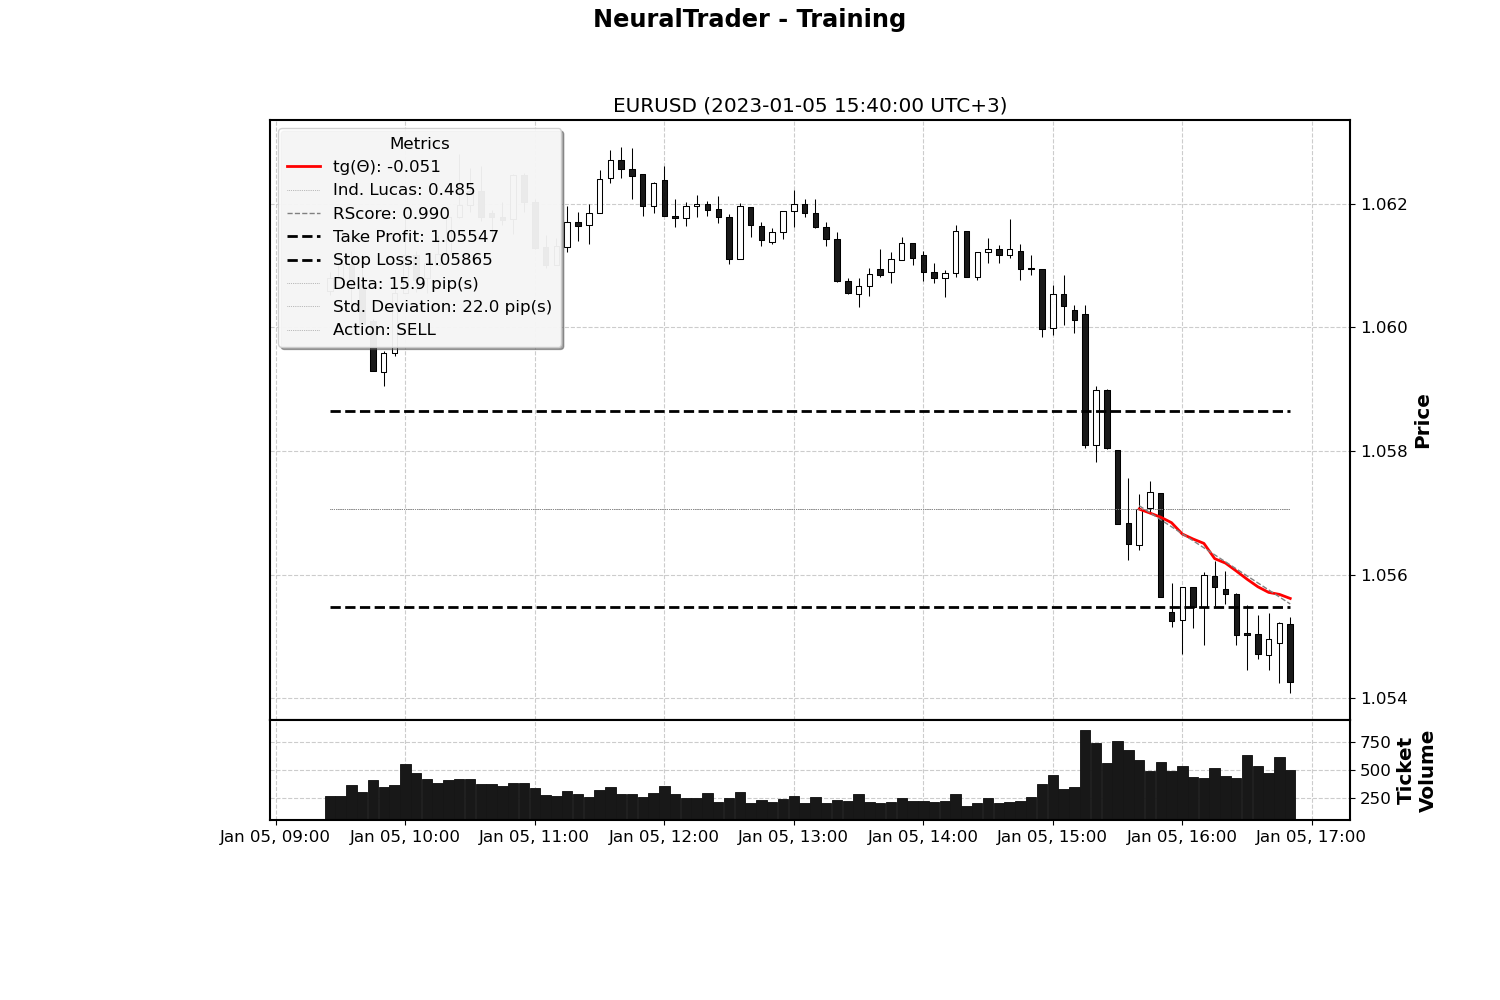 NeuralTrader - Training
EURUSD (2023-01-05 15:40:00 UTC+3)
Metrics
tg(Θ): -0.051
Ind. Lucas: 0.485
RScore: 0.990
Take Profit: 1.05547
Stop Loss: 1.05865
Delta: 15.9 pip(s)
Std. Deviation: 22.0 pip(s)
Action: SELL
1.062
1.060
1.058
1.056
1.054
Price
750
500
250
Ticket
Volume
Jan 05, 09:00
Jan 05, 10:00
Jan 05, 11:00
Jan 05, 12:00
Jan 05, 13:00
Jan 05, 14:00
Jan 05, 15:00
Jan 05, 16:00
Jan 05, 17:00